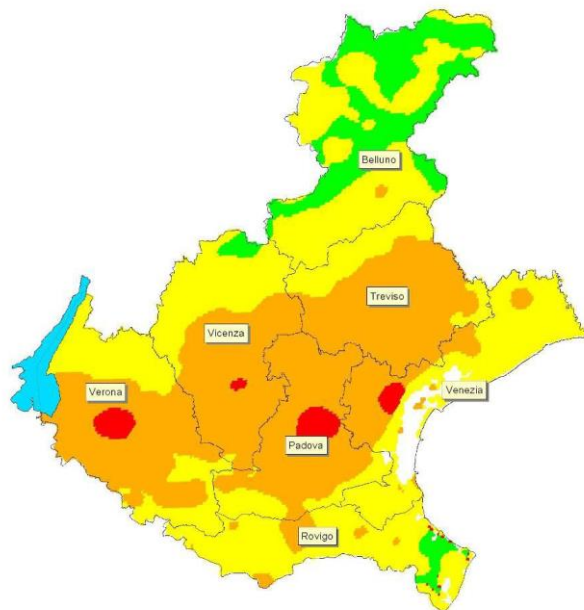 Belluno
Treviso
Vicenza
Verona
Venezia
Padova
Rovigo